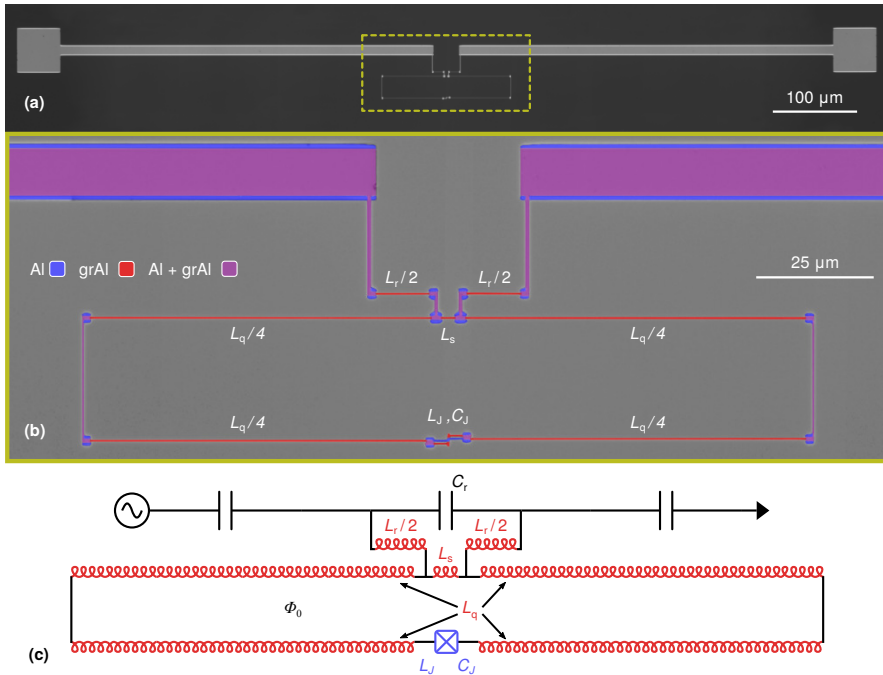 (a)
100 µm
Al grAl Al + grAl
25 µm
L_r/2 L_r/2
L_q/4 L_s L_q/4
L_J ,C_J
L_q/4 L_q/4
(b)
C_r
L_r/2 L_r/2
L_s
Φ_0 L_q
L_J C_J
(c)